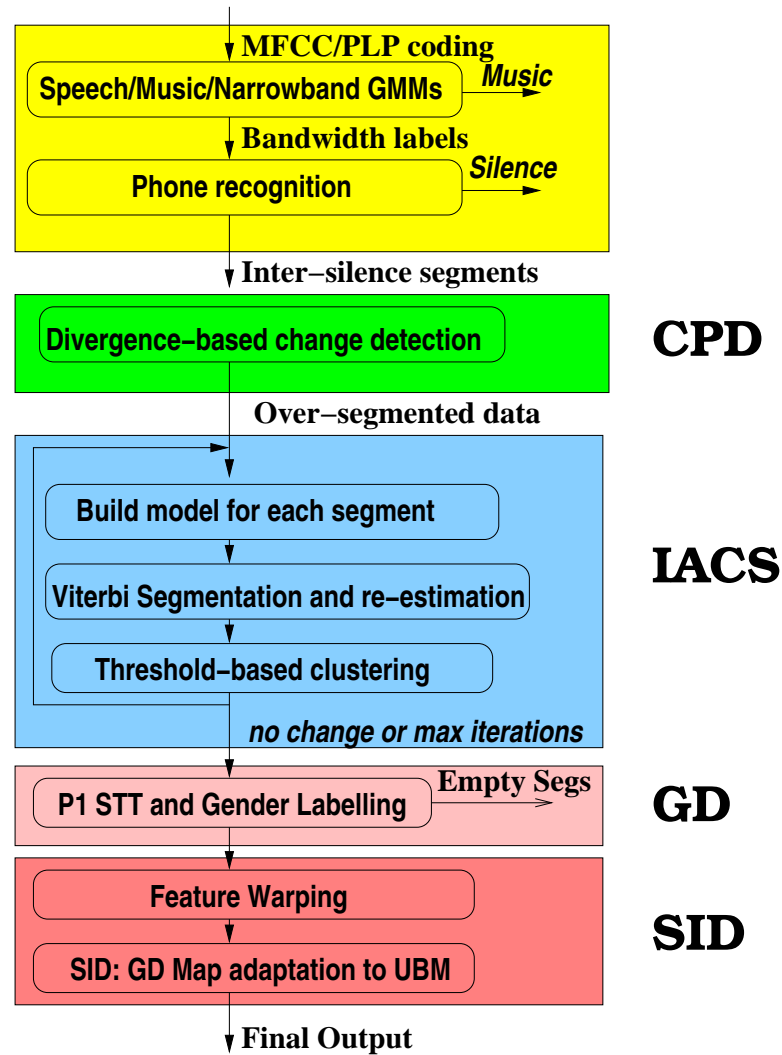 MFCC/PLP coding
Speech/Music/Narrowband GMMs
Music
Bandwidth labels
Phone recognition
Silence
Inter–silence segments
Divergence–based change detection
CPD
Over–segmented data
Build model for each segment
Viterbi Segmentation and re–estimation
IACS
Threshold–based clustering
no change or max iterations
P1 STT and Gender Labelling
Empty Segs
GD
Feature Warping
SID: GD Map adaptation to UBM
SID
Final Output